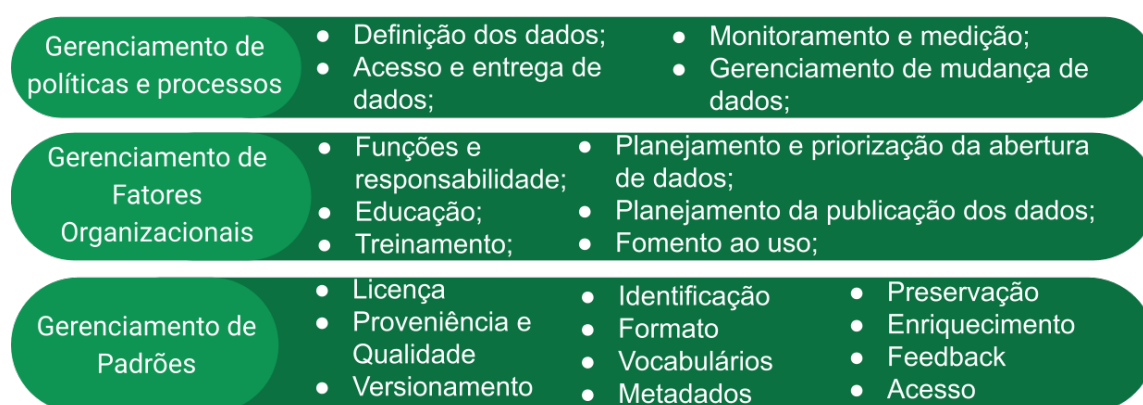 Gerenciamento de
políticas e processos
● Definição dos dados;
● Acesso e entrega de
dados;
● Monitoramento e medição;
● Gerenciamento de mudança de
dados;
Gerenciamento de
Fatores
Organizacionais
● Funções e
responsabilidade;
● Educação;
● Treinamento;
● Planejamento e priorização da abertura
de dados;
● Planejamento da publicação dos dados;
● Fomento ao uso;
Gerenciamento de
Padrões
● Licença
● Proveniência e
Qualidade
● Versionamento
● Identificação
● Formato
● Vocabulários
● Metadados
● Preservação
● Enriquecimento
● Feedback
● Acesso